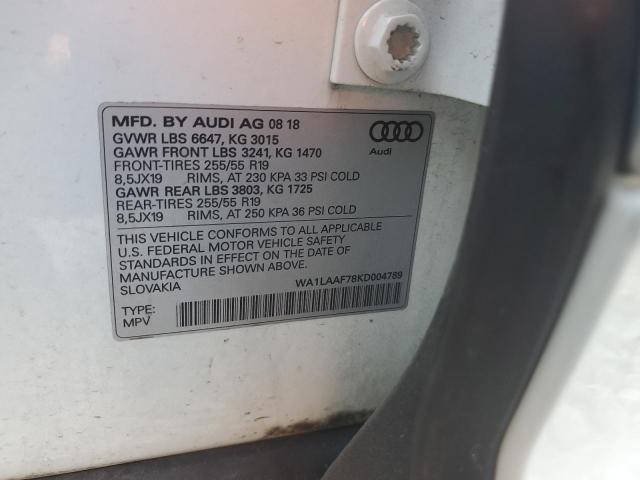 MFD. BY AUDI AG 08 18
GVWR LBS 6647, KG 3015
GAWR FRONT LBS 3241, KG 1470
FRONT-TIRES 255/55 R19
8,5JX19 RIMS, AT 230 KPA 33 PSI COLD
GAWR REAR LBS 3803, KG 1725
REAR-TIRES 255/55 R19
8,5JX19 RIMS, AT 250 KPA 36 PSI COLD
Audi
THIS VEHICLE CONFORMS TO ALL APPLICABLE
U.S. FEDERAL MOTOR VEHICLE SAFETY
STANDARDS IN EFFECT ON THE DATE OF
MANUFACTURE SHOWN ABOVE.
SLOVAKIA WA1LAAF78KD004789
TYPE:
MPV